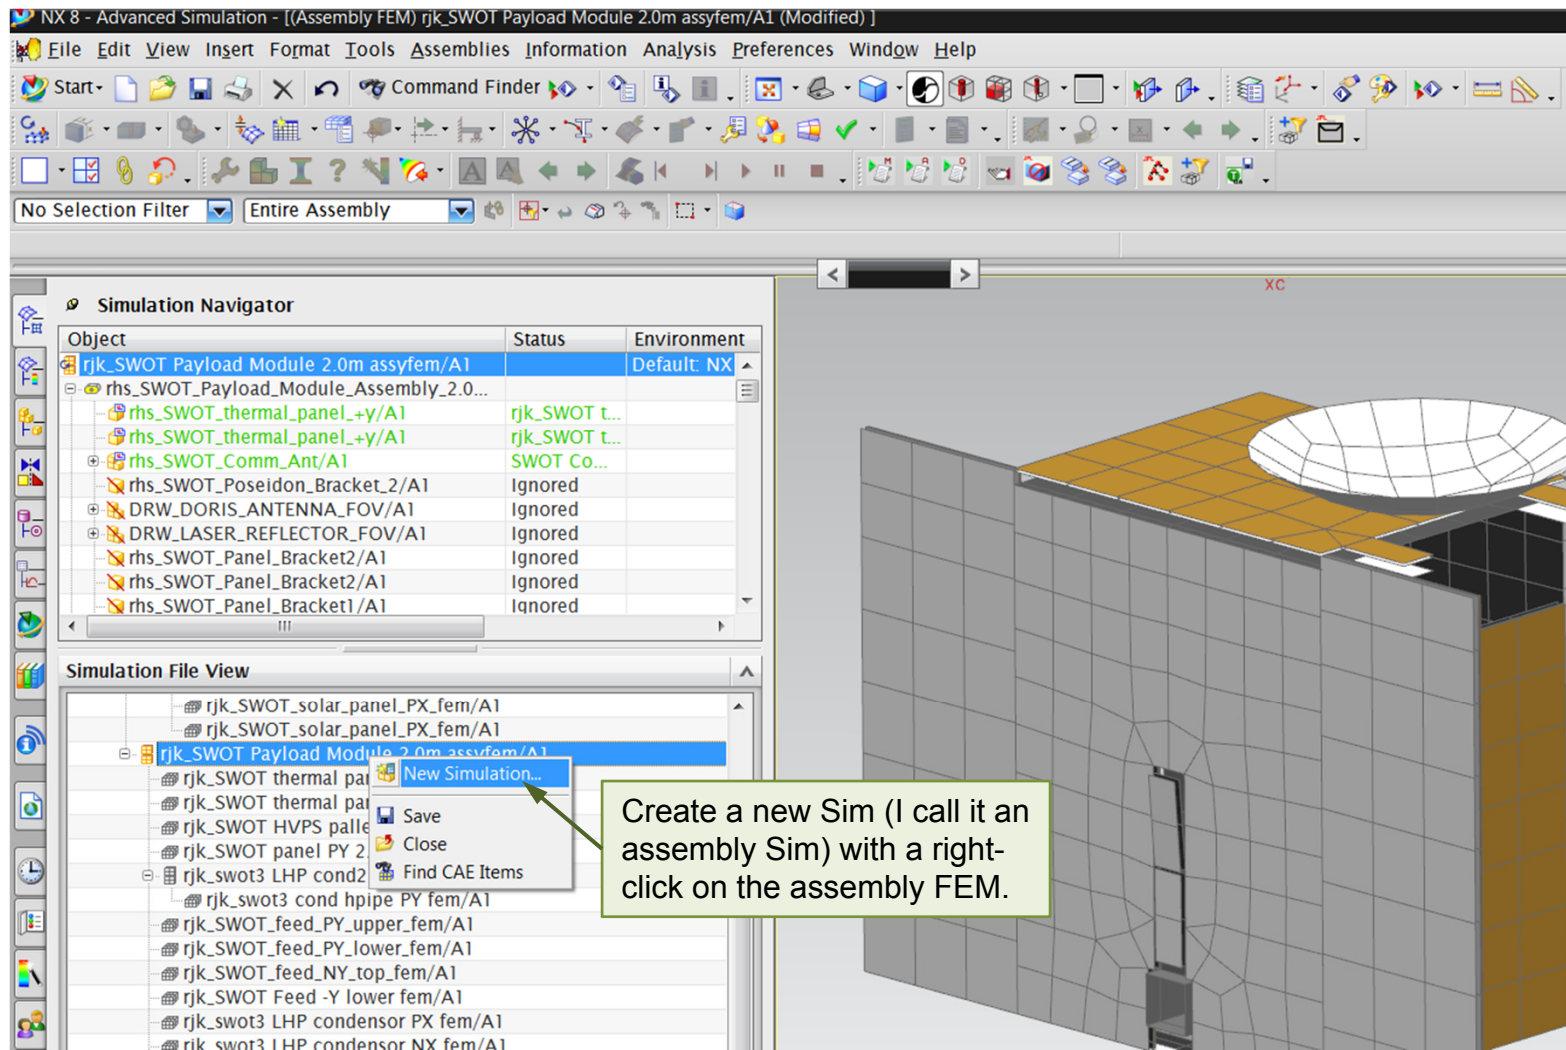 NX 8 - Advanced Simulation - [(Assembly FEM) rjk_SWOT Payload Module 2.0m assyfem/A1 (Modified) ]
File Edit View Insert Format Tools Assemblies Information Analysis Preferences Window Help
Start Command Finder
No Selection Filter Entire Assembly
XC
Simulation Navigator
Object Status Environment
rjk_SWOT Payload Module 2.0m assyfem/A1 Default: NX
rhs_SWOT_Payload_Module_Assembly_2.0...
rhs_SWOT_thermal_panel_+y/A1 rjk_SWOT t...
rhs_SWOT_thermal_panel_+y/A1 rjk_SWOT t...
rhs_SWOT_Comm_Ant/A1 SWOT Co...
rhs_SWOT_Poseidon_Bracket_2/A1 Ignored
DRW_DORIS_ANTENNA_FOV/A1 Ignored
DRW_LASER_REFLECTOR_FOV/A1 Ignored
rhs_SWOT_Panel_Bracket2/A1 Ignored
rhs_SWOT_Panel_Bracket2/A1 Ignored
rhs_SWOT_Panel_Bracket1/A1 Ignored
Simulation File View
rjk_SWOT_solar_panel_PX_fem/A1
rjk_SWOT_solar_panel_PX_fem/A1
rjk_SWOT Payload Module 2.0m assyfem/A1
rjk_SWOT thermal pa
rjk_SWOT thermal pa
rjk_SWOT HVPS palle
rjk_SWOT panel PY 2
rjk_swot3 LHP cond2
rjk_swot3 cond hpipe PY fem/A1
rjk_SWOT_feed_PY_upper_fem/A1
rjk_SWOT_feed_PY_lower_fem/A1
rjk_SWOT_feed_NY_top_fem/A1
rjk_SWOT Feed -Y lower fem/A1
rjk_swot3 LHP condensor PX fem/A1
rjk_swot3 LHP condensor NX fem/A1
New Simulation...
Save
Close
Find CAE Items
Create a new Sim (I call it an
assembly Sim) with a right-
click on the assembly FEM.